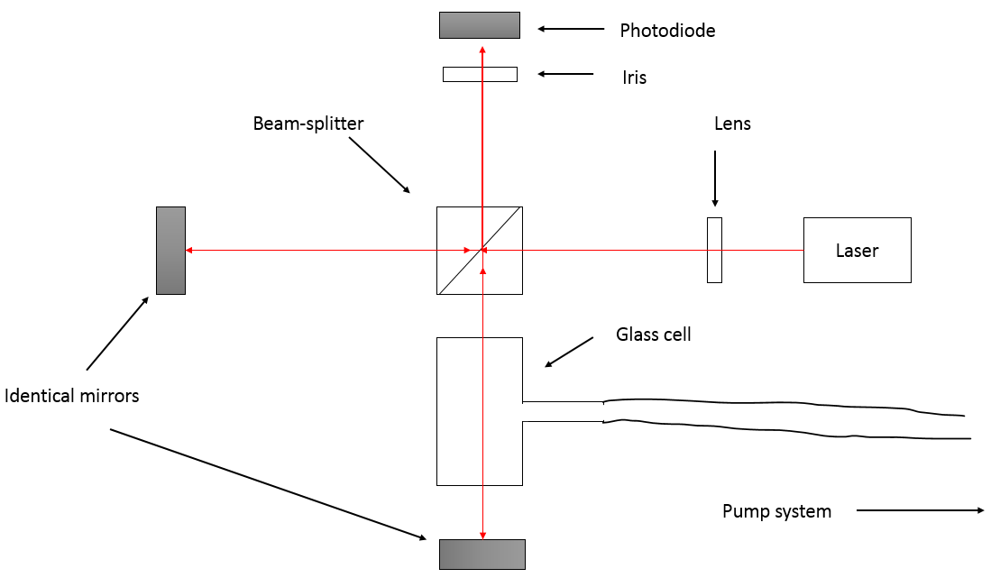 Photodiode
Iris
Beam-splitter
Lens
Laser
Glass cell
Identical mirrors
Pump system